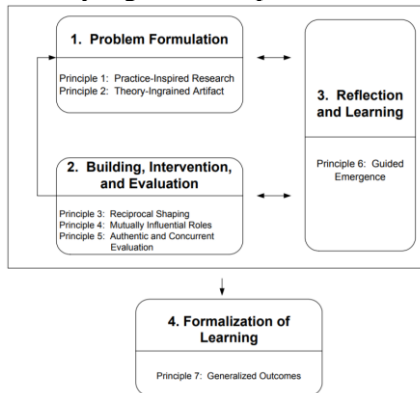 1. Problem Formulation
Principle 1: Practice-Inspired Research
Principle 2: Theory-Ingrained Artifact
2. Building, Intervention,
and Evaluation
Principle 3: Reciprocal Shaping
Principle 4: Mutually Influential Roles
Principle 5: Authentic and Concurrent
Evaluation
3. Reflection
and Learning
Principle 6: Guided
Emergence
4. Formalization of
Learning
Principle 7: Generalized Outcomes